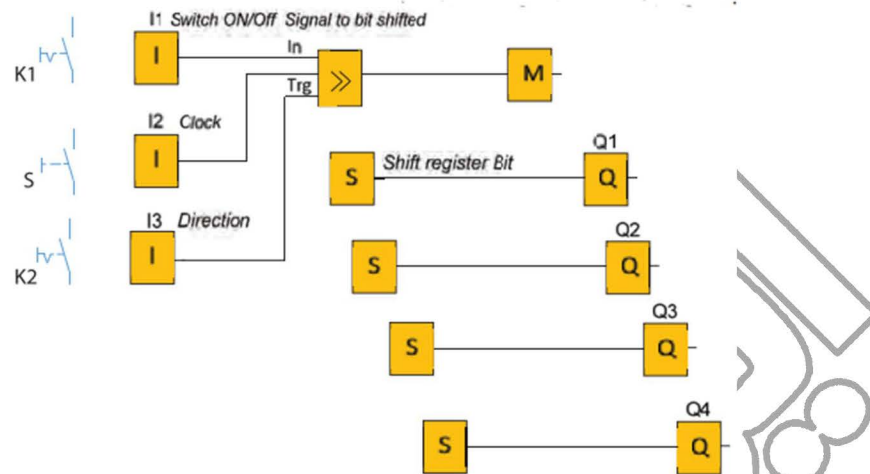 I1 Switch ON/Off Signal to bit shifted
In
K1
I
>>
M
Trg
I2 Clock
I
S
Q1
S
Shift register Bit
Q
I3 Direction
I
K2
Q2
S
Q
Q3
S
Q
Q4
S
Q